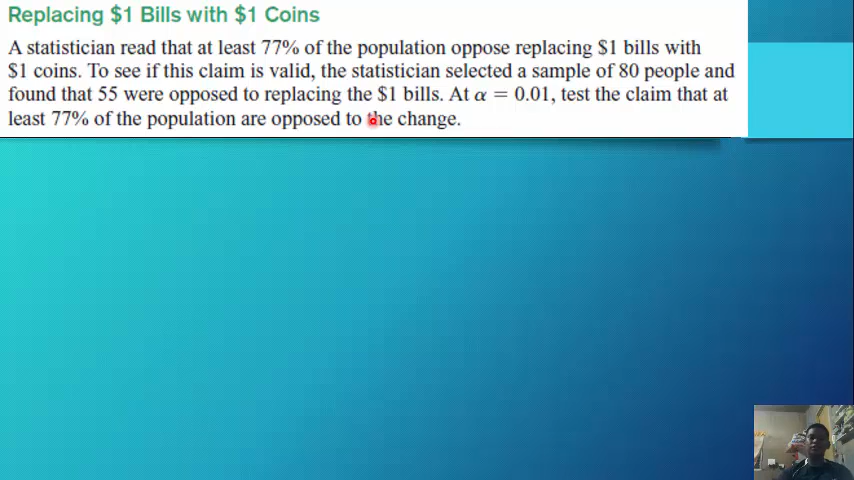 Replacing $1 Bills with $1 Coins
A statistician read that at least 77% of the population oppose replacing $1 bills with
$1 coins. To see if this claim is valid, the statistician selected a sample of 80 people and
found that 55 were opposed to replacing the $1 bills. At α = 0.01, test the claim that at
least 77% of the population are opposed to the change.